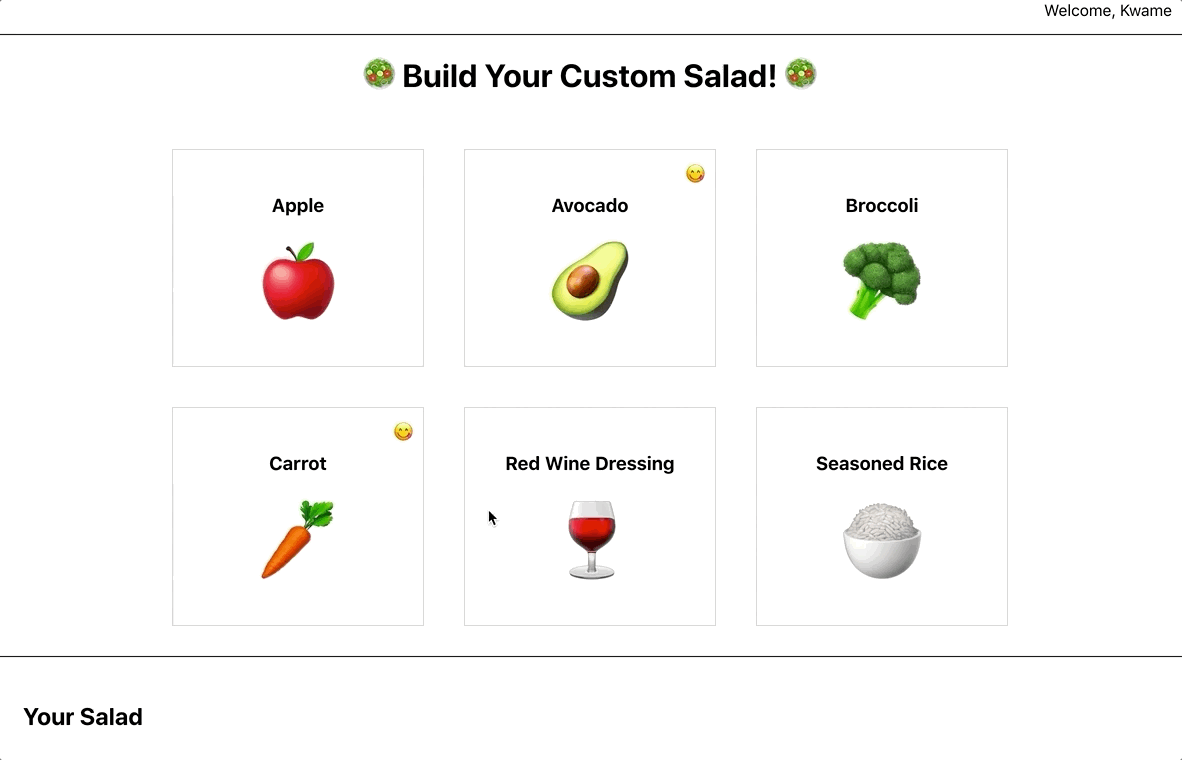 Welcome, Kwame
🥗 Build Your Custom Salad! 🥗
Apple
Avocado
Broccoli
Carrot
Red Wine Dressing
Seasoned Rice
Your Salad